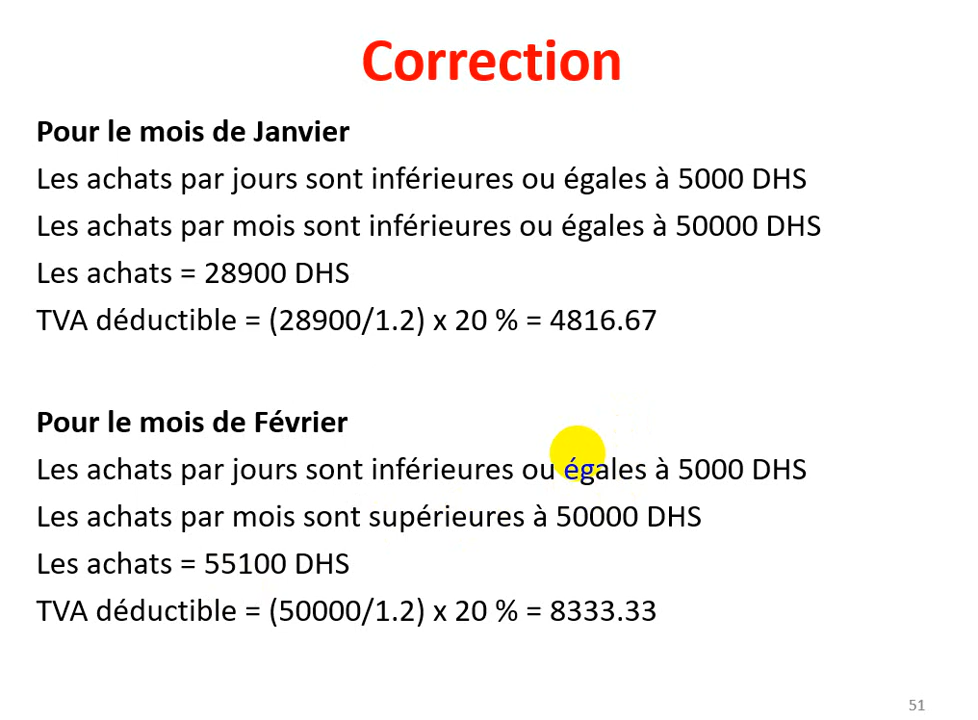 Correction
Pour le mois de Janvier
Les achats par jours sont inférieures ou égales à 5000 DHS
Les achats par mois sont inférieures ou égales à 50000 DHS
Les achats = 28900 DHS
TVA déductible = (28900/1.2) x 20 % = 4816.67
Pour le mois de Février
Les achats par jours sont inférieures ou égales à 5000 DHS
Les achats par mois sont supérieures à 50000 DHS
Les achats = 55100 DHS
TVA déductible = (50000/1.2) x 20 % = 8333.33
51